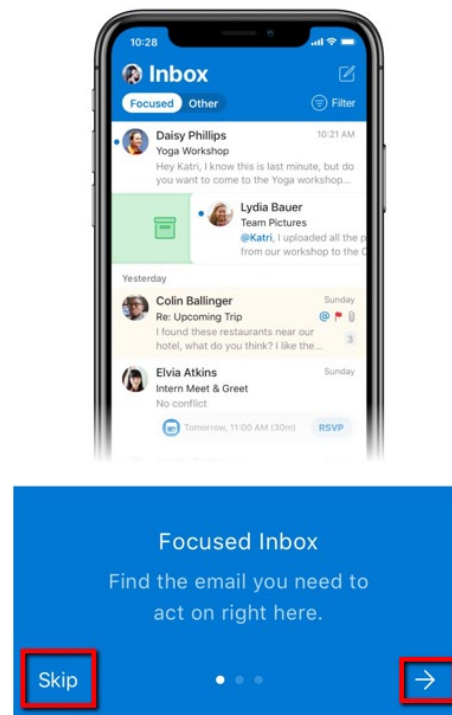 10:28
Inbox
Focused Other Filter
Daisy Phillips 10:21 AM
Yoga Workshop
Hey Katri, I know this is last minute, but do
you want to come to the Yoga workshop...
Lydia Bauer
Team Pictures
@Katri, I uploaded all the p
from our workshop to the
Yesterday
Colin Ballinger Sunday
Re: Upcoming Trip @
I found these restaurants near our
hotel, what do you think? I like the... 3
Elvia Atkins Sunday
Intern Meet & Greet
No conflict
Tomorrow, 11:00 AM (30m) RSVP
Focused Inbox
Find the email you need to
act on right here.
Skip →